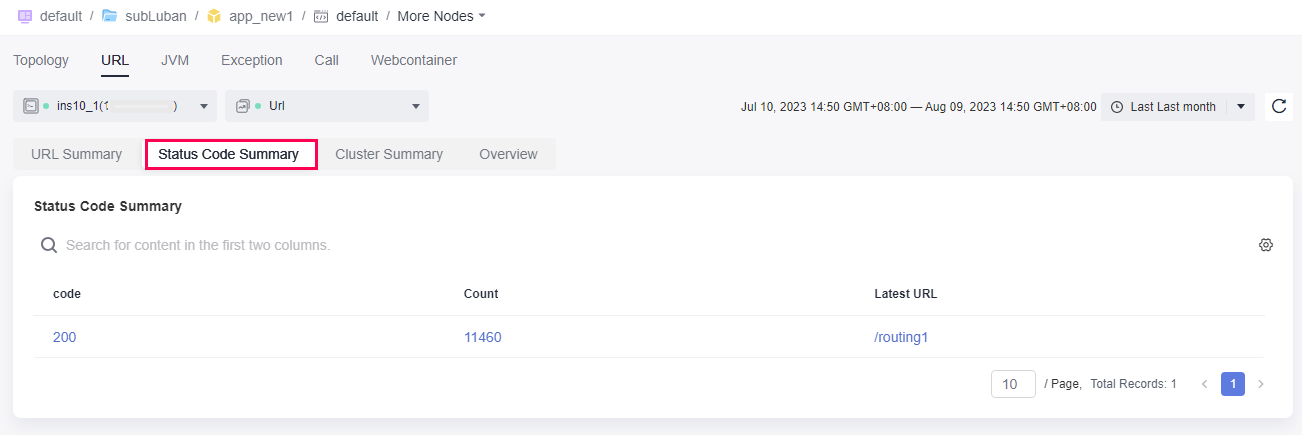 default / subLuban / app_new1 / default / More Nodes
Topology URL JVM Exception Call Webcontainer
ins10_1(1 ) Url Jul 10, 2023 14:50 GMT+08:00 — Aug 09, 2023 14:50 GMT+08:00 Last Last month
URL Summary Status Code Summary Cluster Summary Overview
Status Code Summary
Search for content in the first two columns.
code Count Latest URL
200 11460 /routing1
10 / Page, Total Records: 1 < 1 >